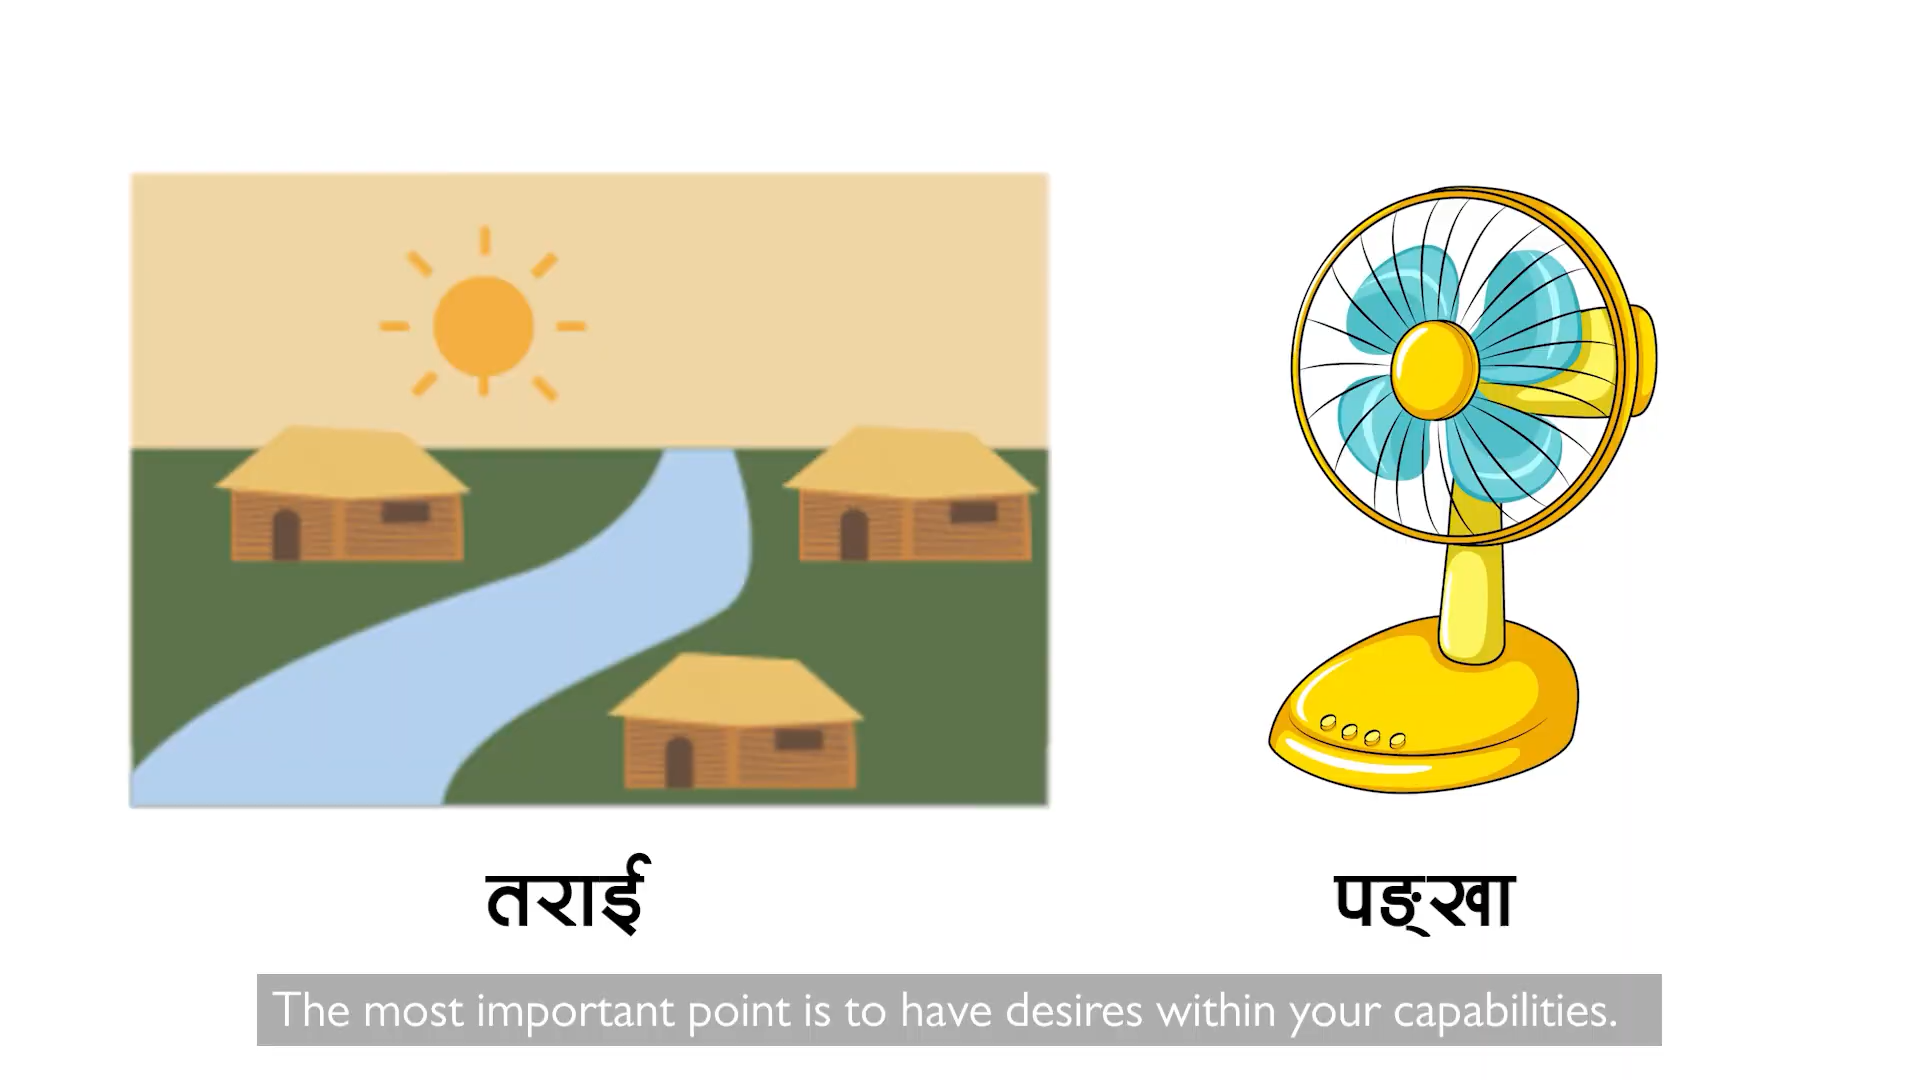 तराई
पङ्खा
The most important point is to have desires within your capabilities.